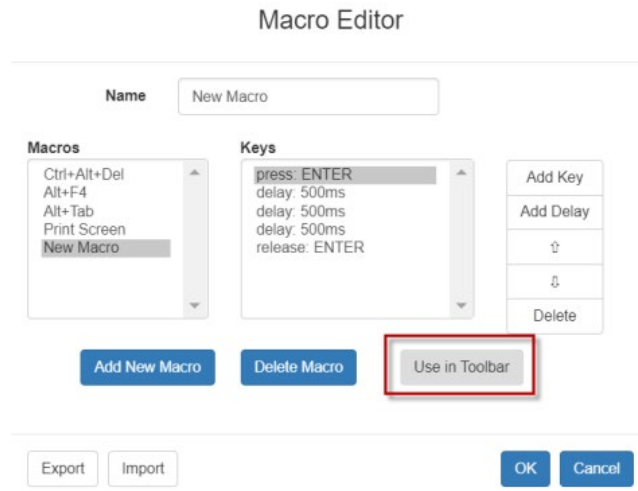 Macro Editor
Name New Macro
Macros
Ctrl+Alt+Del
Alt+F4
Alt+Tab
Print Screen
New Macro
Keys
press: ENTER
delay: 500ms
delay: 500ms
delay: 500ms
release: ENTER
Add Key
Add Delay
⇧
⇩
Delete
Add New Macro Delete Macro Use in Toolbar
Export Import OK Cancel